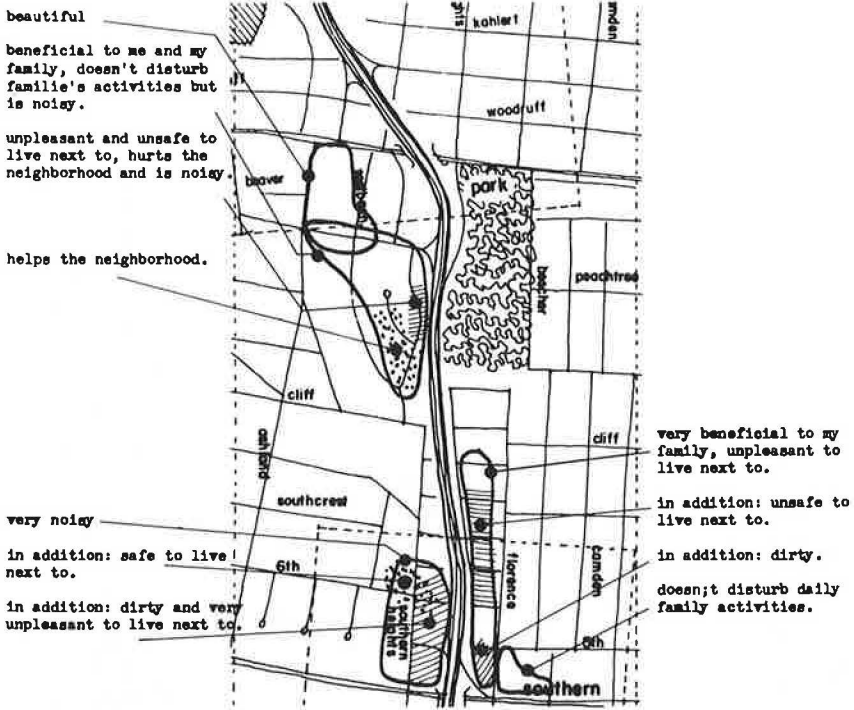 beautiful
beneficial to me and my
family, doesn't disturb
familie's activities but
is noisy.
unpleasant and unsafe to
live next to, hurts the
neighborhood and is noisy.
helps the neighborhood.
very noisy
in addition: safe to live
next to.
in addition: dirty and very
unpleasant to live next to.
kohlert
woodruff
park
beaver
beecher
peachtree
cliff
ashland
southcrest
6th
southern
heights
cliff
florence
camden
6th
southern
camden
very beneficial to my
family, unpleasant to
live next to.
in addition: unsafe to
live next to.
in addition: dirty.
doesn;t disturb daily
family activities.